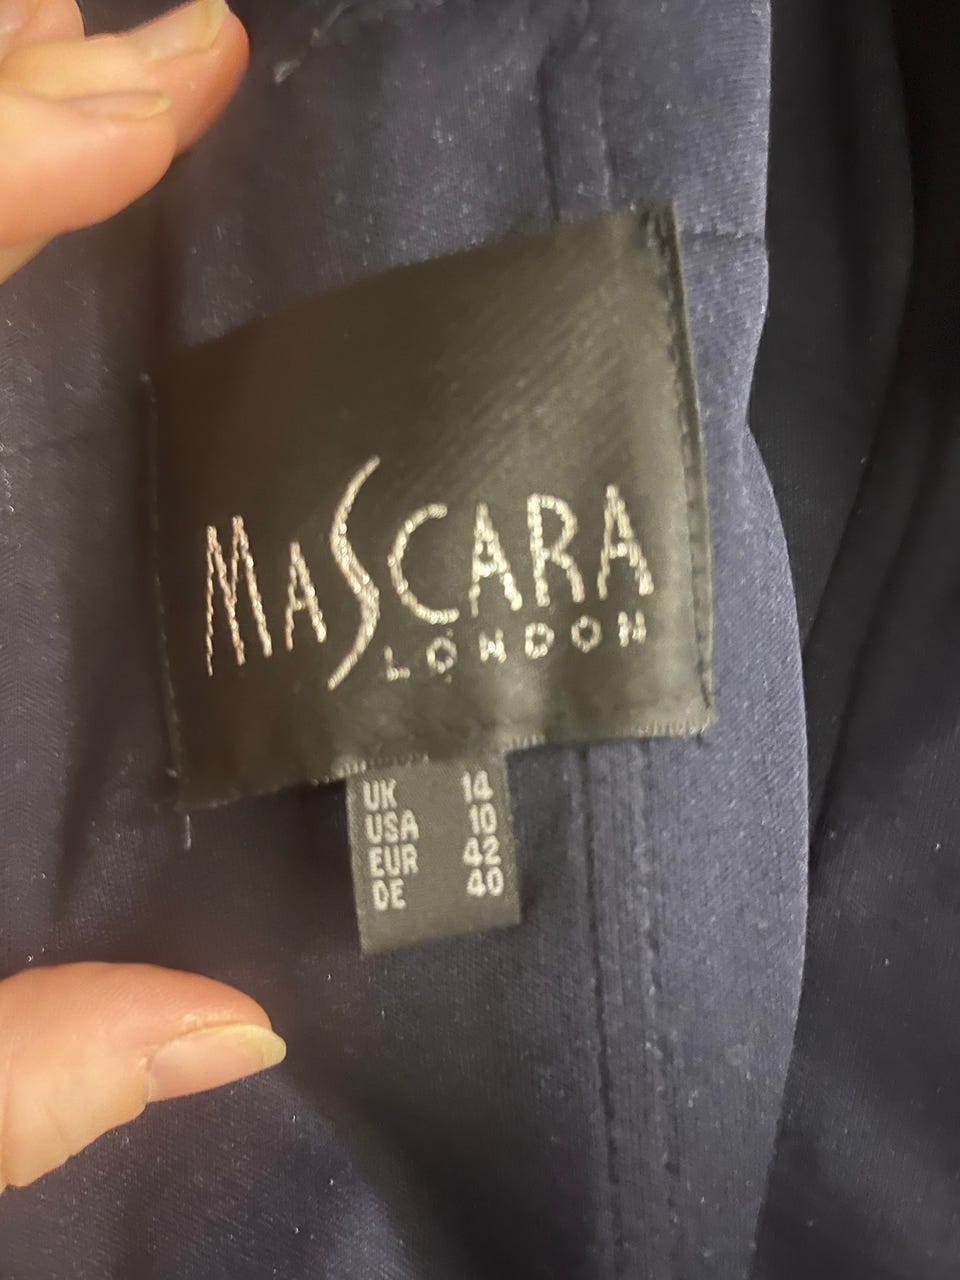 MASCARA
LONDON
UK 14
USA 10
EUR 42
DE 40